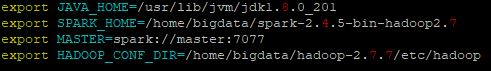 export JAVA_HOME=/usr/lib/jvm/jdk1.8.0_201
export SPARK_HOME=/home/bigdata/spark-2.4.5-bin-hadoop2.7
export MASTER=spark://master:7077
export HADOOP_CONF_DIR=/home/bigdata/hadoop-2.7.7/etc/hadoop